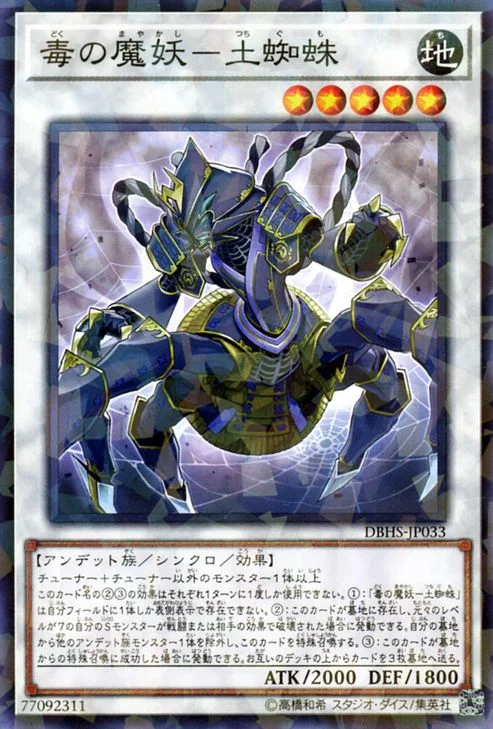 毒の魔妖－土蜘蛛
地
DBHS-JP033
【アンデット族／シンクロ／効果】
チューナー＋チューナー以外のモンスター1体以上
このカード名の②③の効果はそれぞれ1ターンに1度しか使用できない。①：「毒の魔妖－土蜘蛛」
は自分フィールドに1体しか表側表示で存在できない。②：このカードが墓地に存在し、元々のレベ
ルが7の自分のSモンスターが戦闘または相手の効果で破壊された場合に発動できる。自分の墓地
から他のアンデット族モンスター1体を除外し、このカードを特殊召喚する。③：このカードが墓地
からの特殊召喚に成功した場合に発動できる。お互いのデッキの上からカードを3枚墓地へ送る。
ATK/2000 DEF/1800
77092311
©高橋和希 スタジオ・ダイス/集英社